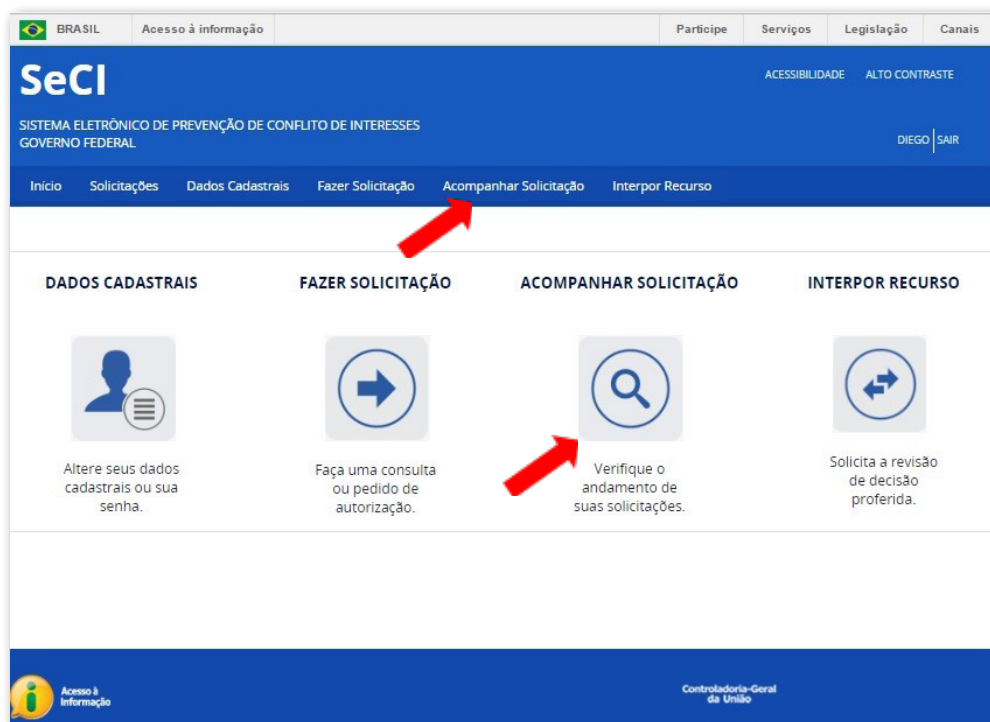 BRASIL Acesso à informação Participe Serviços Legislação Canais
SeCI
ACESSIBILIDADE ALTO CONTRASTE
SISTEMA ELETRÔNICO DE PREVENÇÃO DE CONFLITO DE INTERESSES
GOVERNO FEDERAL
DIEGO SAIR
Início Solicitações Dados Cadastrais Fazer Solicitação Acompanhar Solicitação Interpor Recurso
DADOS CADASTRAIS
Altere seus dados
cadastrais ou sua
senha.
FAZER SOLICITAÇÃO
Faça uma consulta
ou pedido de
autorização.
ACOMPANHAR SOLICITAÇÃO
Verifique o
andamento de
suas solicitações.
INTERPOR RECURSO
Solicita a revisão
de decisão
proferida.
Acesso à
Informação
Controladoria-Geral
da União